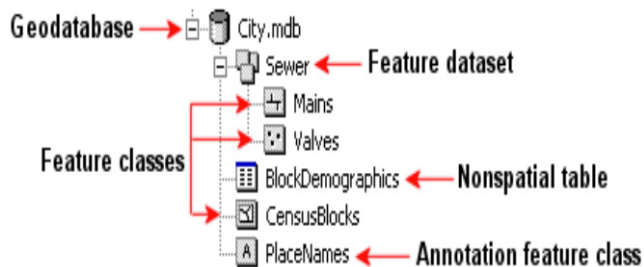 Geodatabase City.mdb
Sewer Feature dataset
Mains
Valves
Feature classes
BlockDemographics Nonspatial table
CensusBlocks
A PlaceNames Annotation feature class